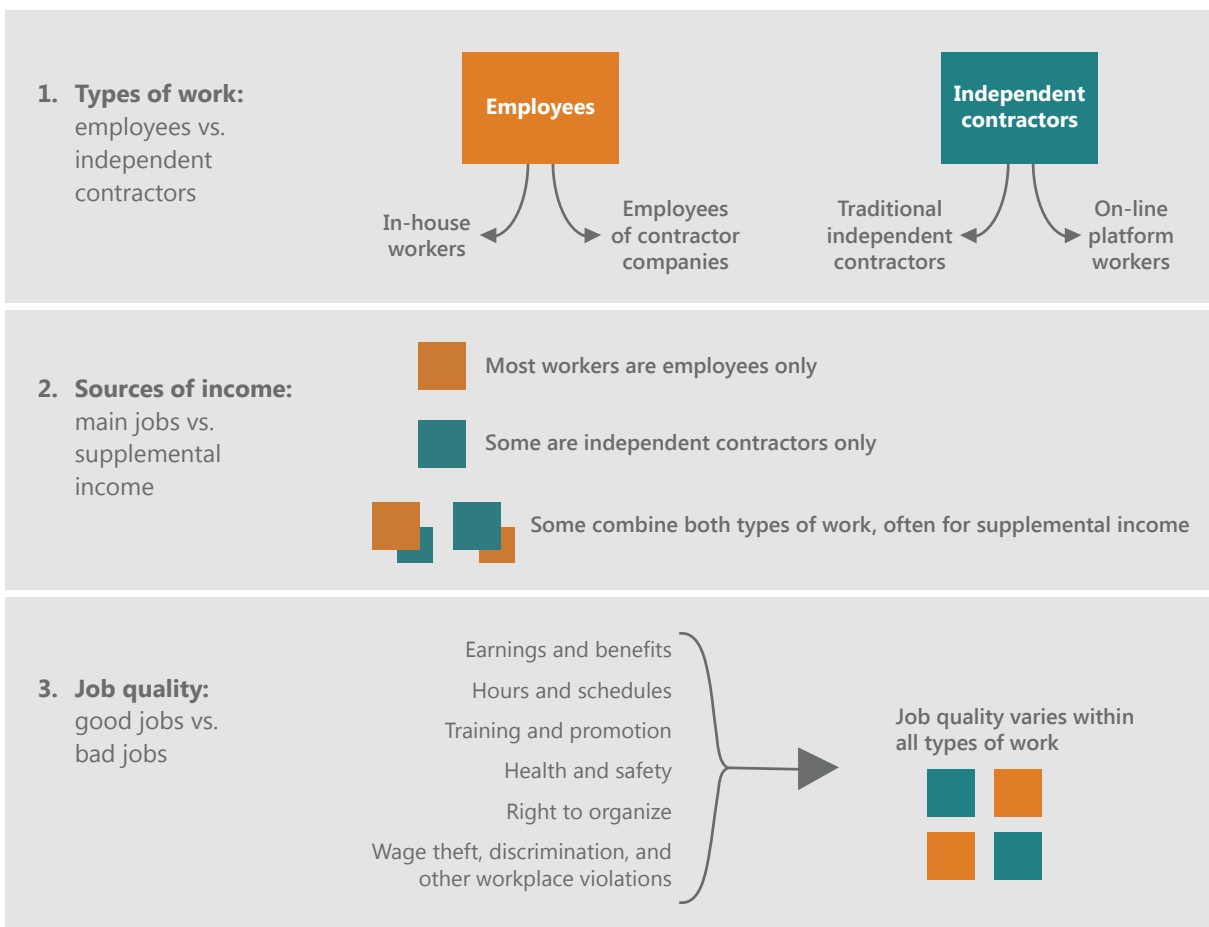 1. Types of work:
employees vs.
independent
contractors
Employees
Independent
contractors
In-house
workers
Employees
of contractor
companies
Traditional
independent
contractors
On-line
platform
workers
2. Sources of income:
main jobs vs.
supplemental
income
Most workers are employees only
Some are independent contractors only
Some combine both types of work, often for supplemental income
3. Job quality:
good jobs vs.
bad jobs
Earnings and benefits
Hours and schedules
Training and promotion
Health and safety
Right to organize
Wage theft, discrimination, and
other workplace violations
Job quality varies within
all types of work